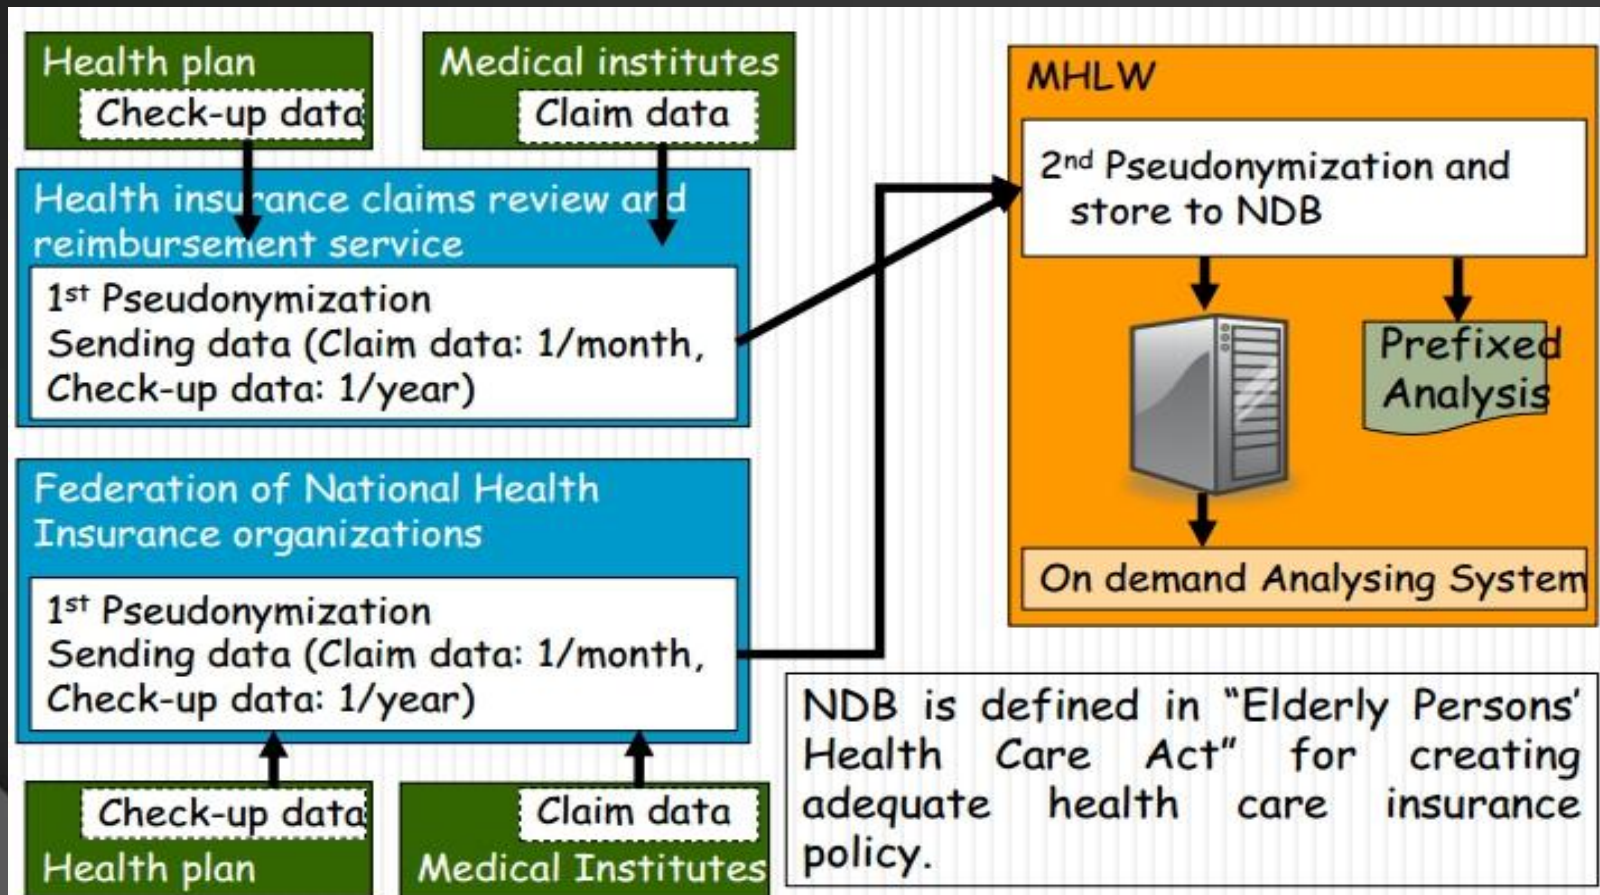 Health plan
Check-up data
Medical institutes
Claim data
Health insurance claims review and
reimbursement service
1st Pseudonymization
Sending data (Claim data: 1/month,
Check-up data: 1/year)
Federation of National Health
Insurance organizations
1st Pseudonymization
Sending data (Claim data: 1/month,
Check-up data: 1/year)
Check-up data
Health plan
Claim data
Medical Institutes
MHLW
2nd Pseudonymization and
store to NDB
Prefixed
Analysis
On demand Analysing System
NDB is defined in “Elderly Persons’
Health Care Act” for creating
adequate health care insurance
policy.